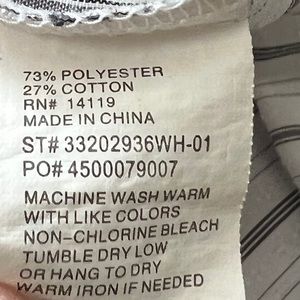 73% POLYESTER
27% COTTON
RN# 14119
MADE IN CHINA
ST# 33202936WH-01
PO# 4500079007
MACHINE WASH WARM
WITH LIKE COLORS
NON-CHLORINE BLEACH
TUMBLE DRY LOW
OR HANG TO DRY
WARM IRON IF NEEDED